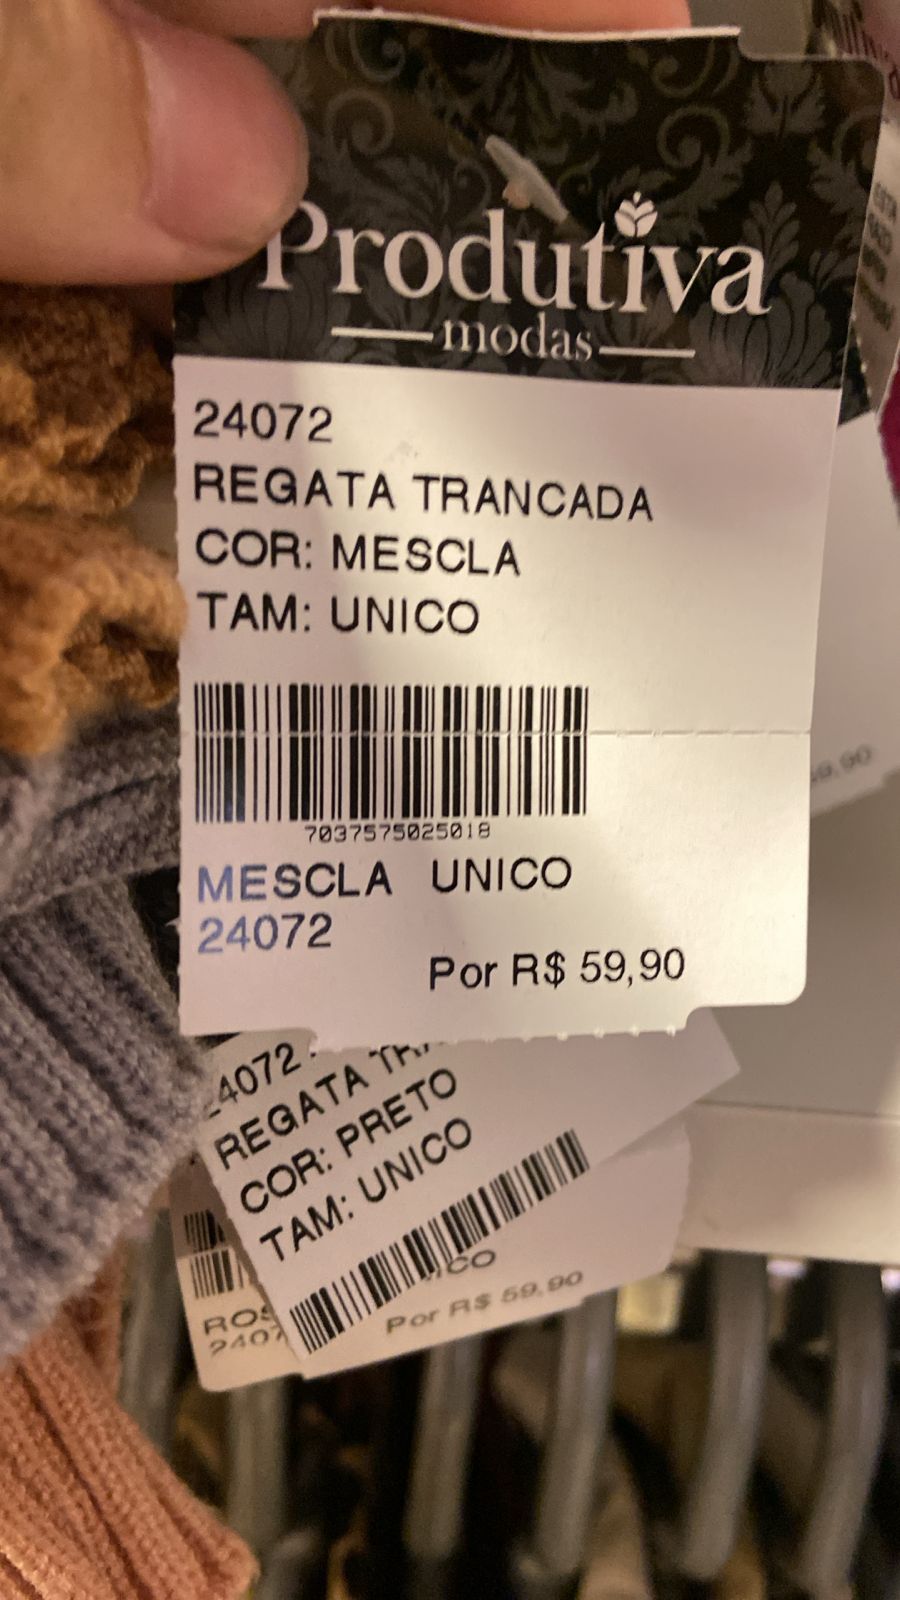 Produtiva
modas
24072
REGATA TRANCADA
COR: MESCLA
TAM: UNICO
7037575025018
MESCLA UNICO
24072
Por R$ 59,90
24072
REGATA
COR: PRETO
TAM: UNICO
Por R$ 59,90